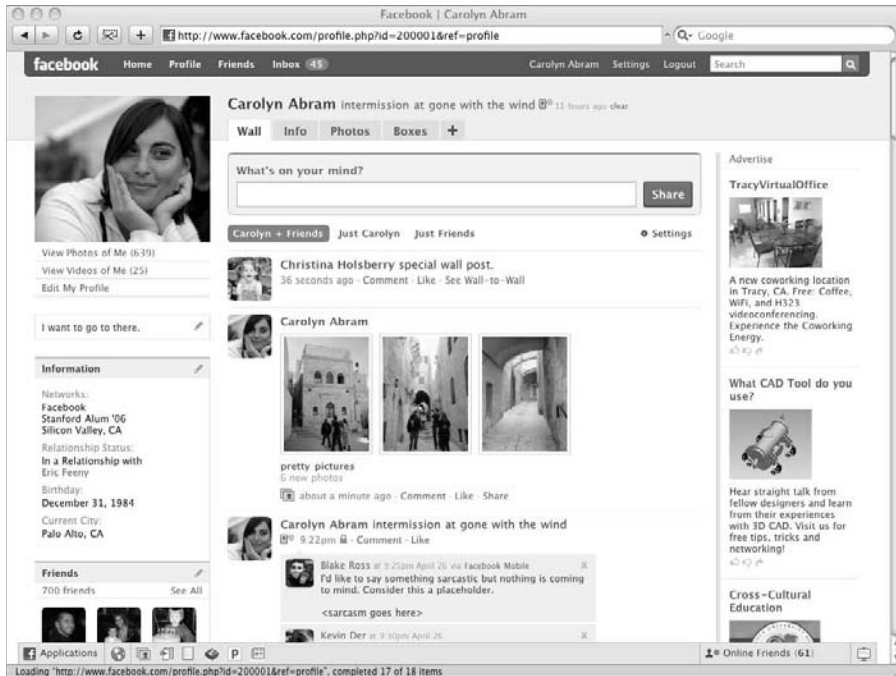 Facebook | Carolyn Abram
http://www.facebook.com/profile.php?id=200001&ref=profile
Google
facebook Home Profile Friends Inbox 45 Carolyn Abram Settings Logout Search
Carolyn Abram intermission at gone with the wind 11 hours ago clear
Wall Info Photos Boxes +
What's on your mind?
Share
Carolyn + Friends Just Carolyn Just Friends Settings
Christina Holsberry special wall post.
36 seconds ago · Comment · Like · See Wall-to-Wall
Carolyn Abram
pretty pictures
6 new photos
about a minute ago · Comment · Like · Share
Carolyn Abram intermission at gone with the wind
9:22pm · Comment · Like
Blake Ross at 9:25pm April 26 via Facebook Mobile
I'd like to say something sarcastic but nothing is coming
to mind. Consider this a placeholder.
<sarcasm goes here>
Kevin Der at 9:30pm April 26
View Photos of Me (639)
View Videos of Me (25)
Edit My Profile
I want to go to there.
Information
Networks:
Facebook
Stanford Alum '06
Silicon Valley, CA
Relationship Status:
In a Relationship with
Eric Feeny
Birthday:
December 31, 1984
Current City:
Palo Alto, CA
Friends
700 friends See All
Advertise
TracyVirtualOffice
A new coworking location
in Tracy, CA. Free: Coffee,
WiFi, and H323
videoconferencing.
Experience the Coworking
Energy.
What CAD Tool do you
use?
Hear straight talk from
fellow designers and learn
from their experiences
with 3D CAD. Visit us for
free tips, tricks and
networking!
Cross-Cultural
Education
Applications
Online Friends (61)
Loading "http://www.facebook.com/profile.php?id=200001&ref=profile", completed 17 of 18 items